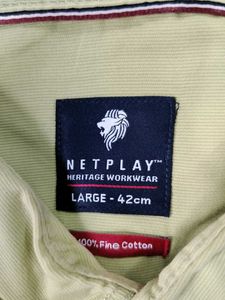 NETPLAY™
HERITAGE WORKWEAR
LARGE - 42cm
100% Fine Cotton